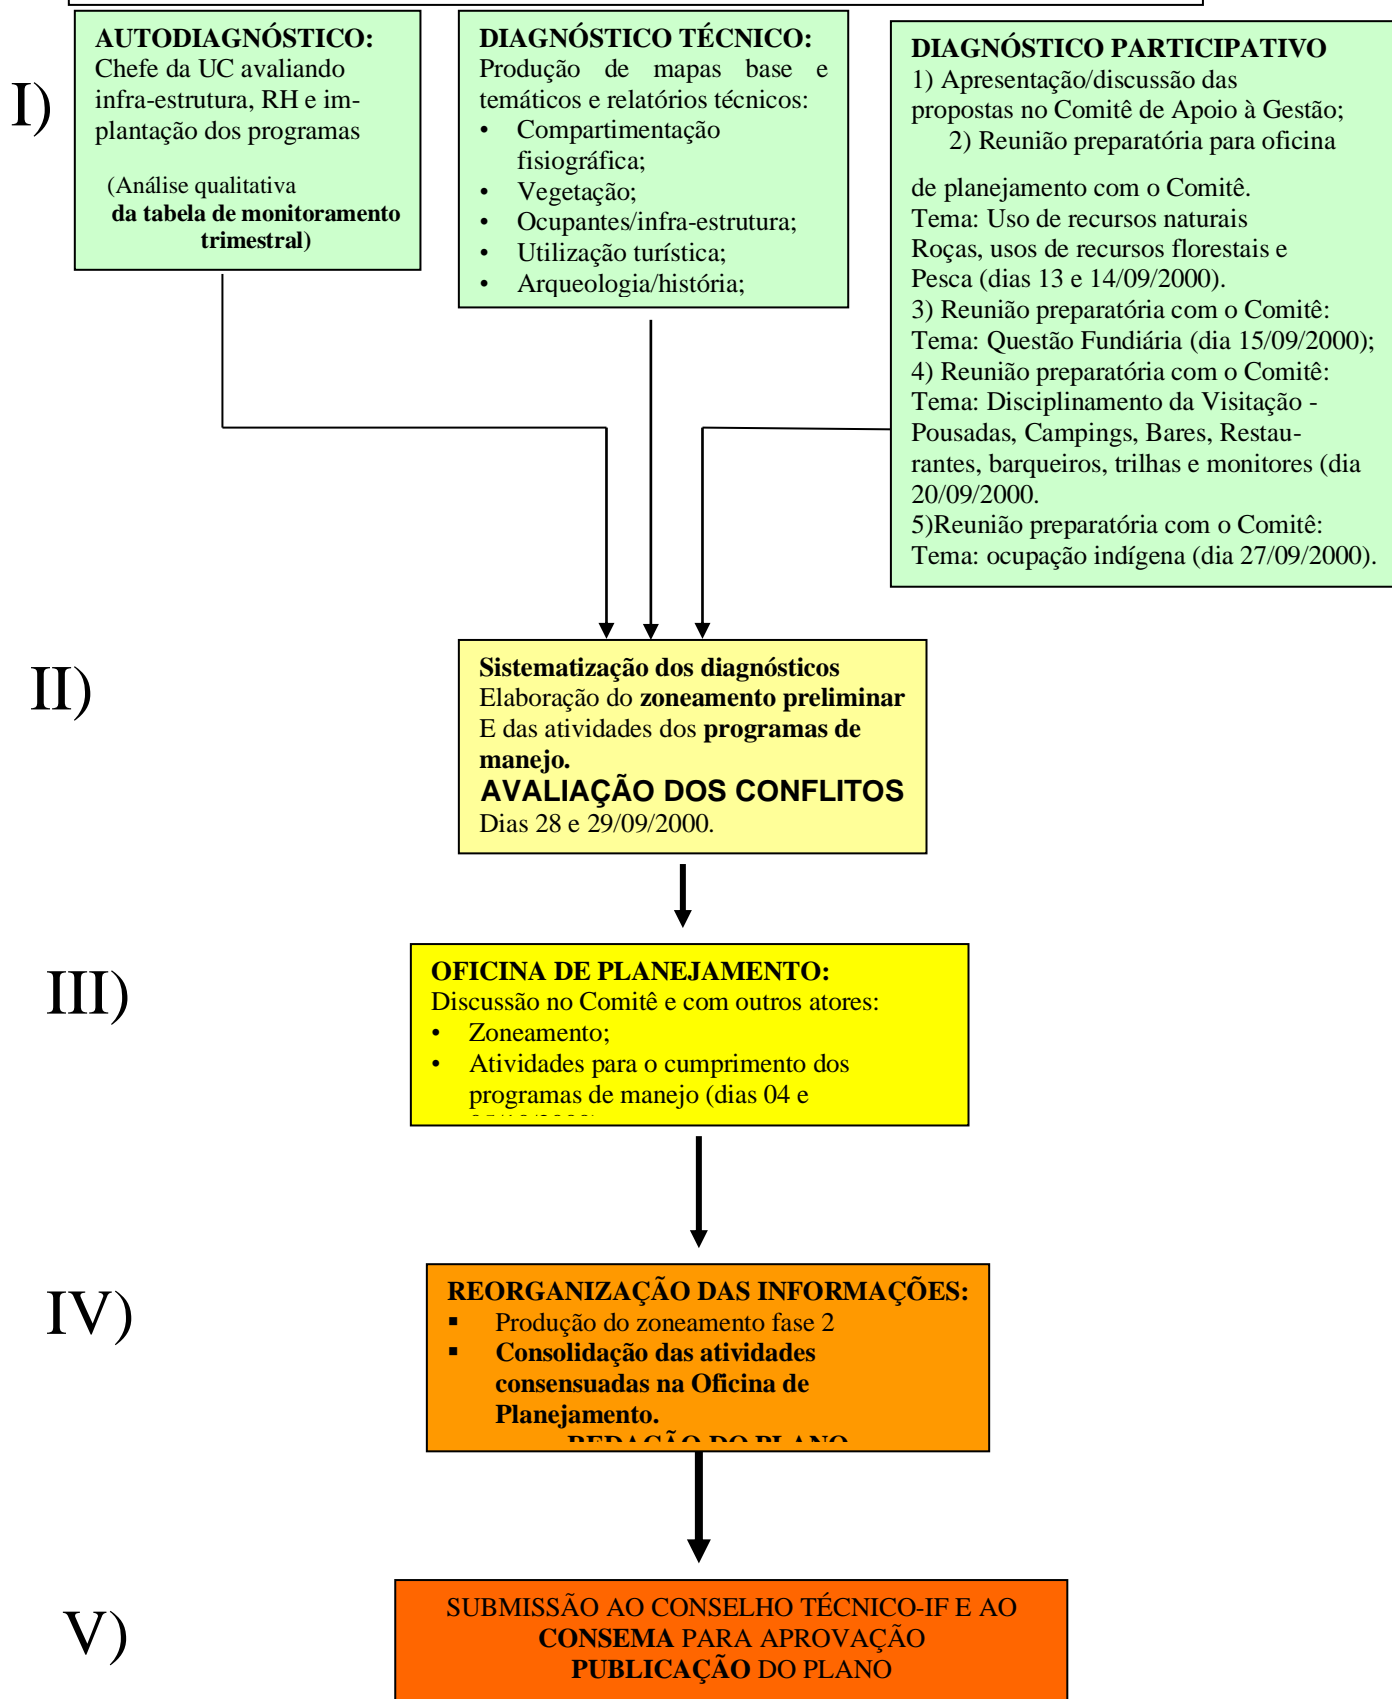 I)
AUTODIAGNÓSTICO:
Chefe da UC avaliando
infra-estrutura, RH e im-
plantação dos programas
(Análise qualitativa
da tabela de monitoramento
trimestral)
DIAGNÓSTICO TÉCNICO:
Produção de mapas base e
temáticos e relatórios técnicos:
• Compartimentação
fisiográfica;
• Vegetação;
• Ocupantes/infra-estrutura;
• Utilização turística;
• Arqueologia/história;
DIAGNÓSTICO PARTICIPATIVO
1) Apresentação/discussão das
propostas no Comitê de Apoio à Gestão;
2) Reunião preparatória para oficina
de planejamento com o Comitê.
Tema: Uso de recursos naturais
Roças, usos de recursos florestais e
Pesca (dias 13 e 14/09/2000).
3) Reunião preparatória com o Comitê:
Tema: Questão Fundiária (dia 15/09/2000);
4) Reunião preparatória com o Comitê:
Tema: Disciplinamento da Visitação -
Pousadas, Campings, Bares, Restau-
rantes, barqueiros, trilhas e monitores (dia
20/09/2000.
5)Reunião preparatória com o Comitê:
Tema: ocupação indígena (dia 27/09/2000).
II)
Sistematização dos diagnósticos
Elaboração do zoneamento preliminar
E das atividades dos programas de
manejo.
AVALIAÇÃO DOS CONFLITOS
Dias 28 e 29/09/2000.
III)
OFICINA DE PLANEJAMENTO:
Discussão no Comitê e com outros atores:
• Zoneamento;
• Atividades para o cumprimento dos
programas de manejo (dias 04 e
IV)
REORGANIZAÇÃO DAS INFORMAÇÕES:
▪ Produção do zoneamento fase 2
▪ Consolidação das atividades
consensuadas na Oficina de
Planejamento.
REDAÇÃO DO PLANO
V)
SUBMISSÃO AO CONSELHO TÉCNICO-IF E AO
CONSEMA PARA APROVAÇÃO
PUBLICAÇÃO DO PLANO